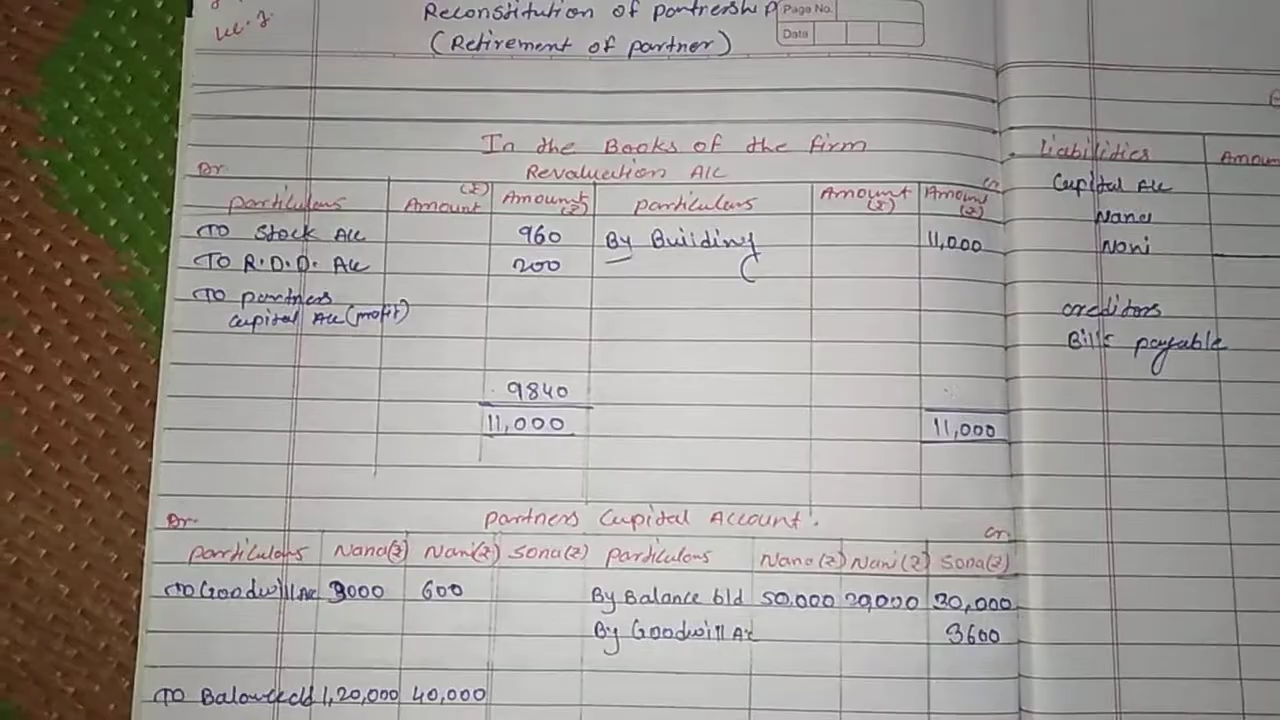 Reconstitution of partnership
(Retirement of partner)
Page No.
Date
In the Books of the firm
Dr. Revaluation A/c Cr
particulars Amount (₹) Amount (₹) particulars Amount (₹) Amount (₹)
To Stock A/c 960 By Building 11,000
To R.D.D. A/c 200
To partners
capital A/c (profit)
9840
11,000 11,000
Dr. partners Capital Account. Cr
particulars Nana(₹) Nani(₹) Sona(₹) particulars Nana(₹) Nani(₹) Sona(₹)
To Goodwill A/c 3000 600 By Balance b/d 50,000 20,000 30,000
By Goodwill A/c 3600
To Balance c/d 1,20,000 40,000
Liabilities Amoun
Capital A/c
Nana
Nani
creditors
Bills payable